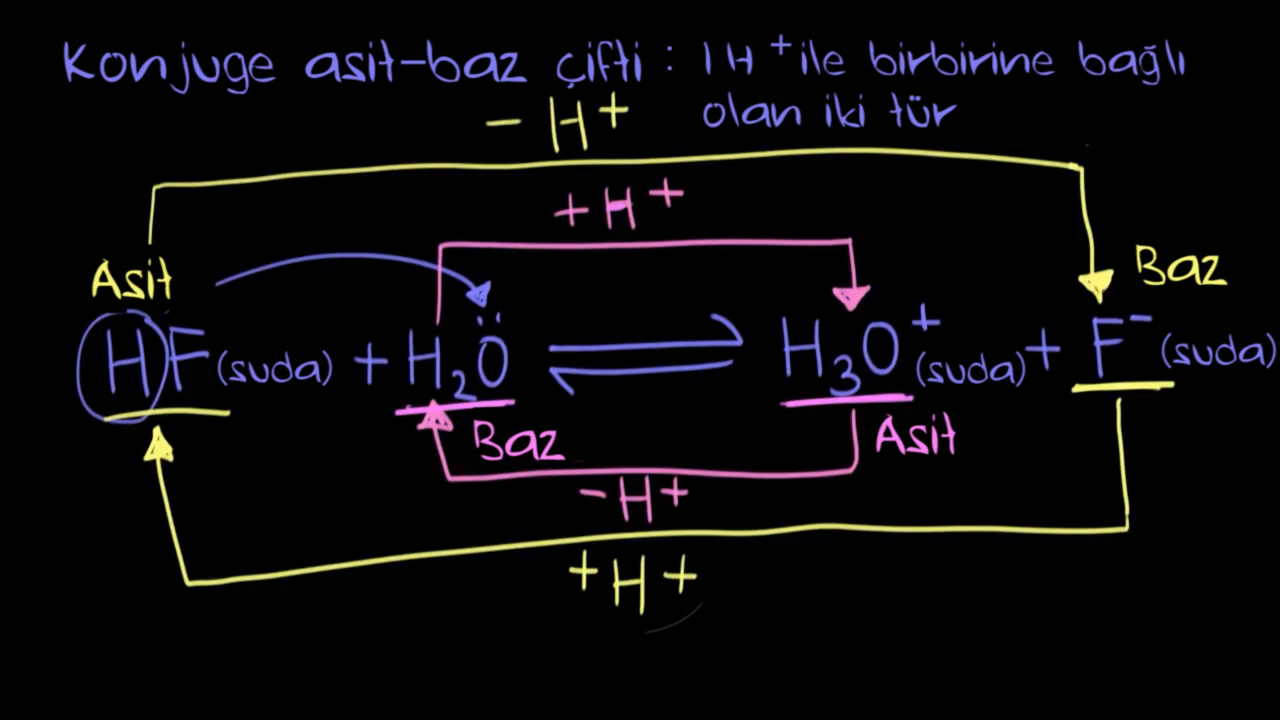 Konjuge asit-baz çifti : 1 H⁺ ile birbirine bağlı
olan iki tür
- H⁺
+ H⁺
Asit
Baz
HF(suda) + H₂Ö ⇌ H₃O⁺(suda) + F⁻(suda)
Baz
Asit
- H⁺
+ H⁺